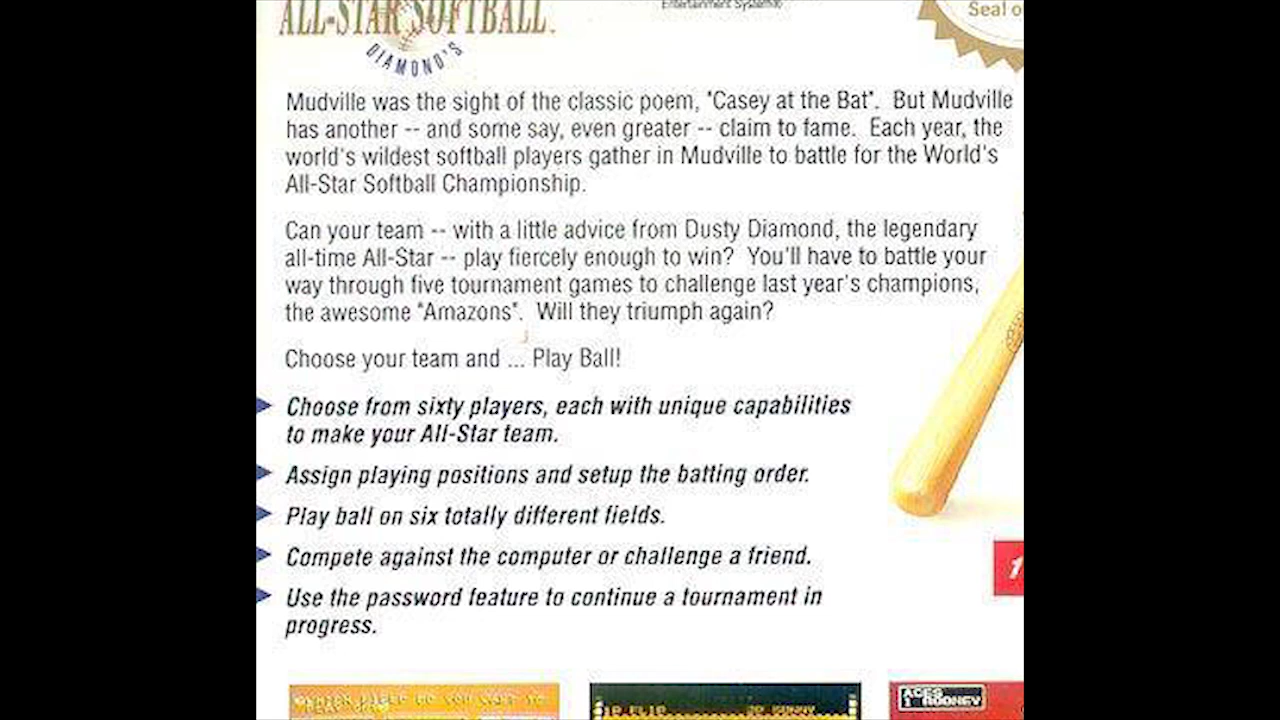 ALL-STAR SOFTBALL
Entertainment System®
Seal o
DIAMOND'S
Mudville was the sight of the classic poem, "Casey at the Bat". But Mudville
has another -- and some say, even greater -- claim to fame. Each year, the
world's wildest softball players gather in Mudville to battle for the World's
All-Star Softball Championship.
Can your team -- with a little advice from Dusty Diamond, the legendary
all-time All-Star -- play fiercely enough to win? You'll have to battle your
way through five tournament games to challenge last year's champions,
the awesome "Amazons". Will they triumph again?
Choose your team and ... Play Ball!
Choose from sixty players, each with unique capabilities
to make your All-Star team.
Assign playing positions and setup the batting order.
Play ball on six totally different fields.
Compete against the computer or challenge a friend.
Use the password feature to continue a tournament in
progress.
1
ACES
1 ROONEY